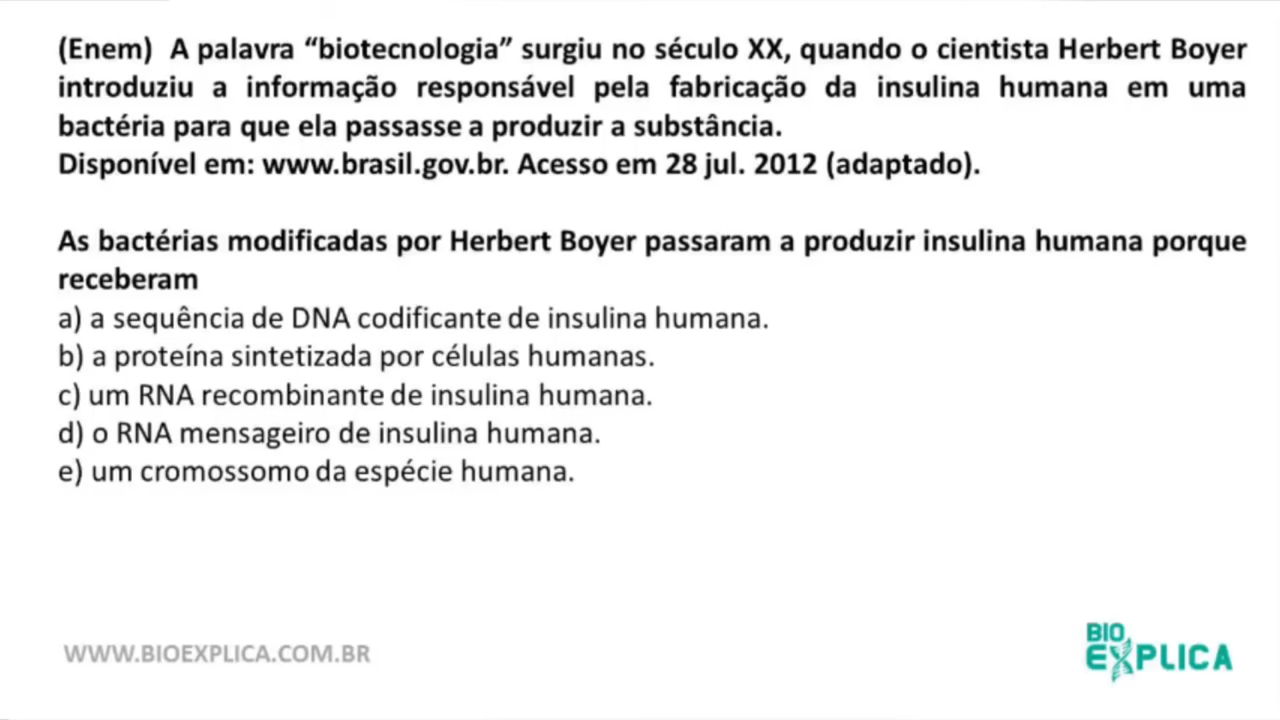 (Enem) A palavra “biotecnologia” surgiu no século XX, quando o cientista Herbert Boyer
introduziu a informação responsável pela fabricação da insulina humana em uma
bactéria para que ela passasse a produzir a substância.
Disponível em: www.brasil.gov.br. Acesso em 28 jul. 2012 (adaptado).
As bactérias modificadas por Herbert Boyer passaram a produzir insulina humana porque
receberam
a) a sequência de DNA codificante de insulina humana.
b) a proteína sintetizada por células humanas.
c) um RNA recombinante de insulina humana.
d) o RNA mensageiro de insulina humana.
e) um cromossomo da espécie humana.
WWW.BIOEXPLICA.COM.BR
BIO
EXPLICA